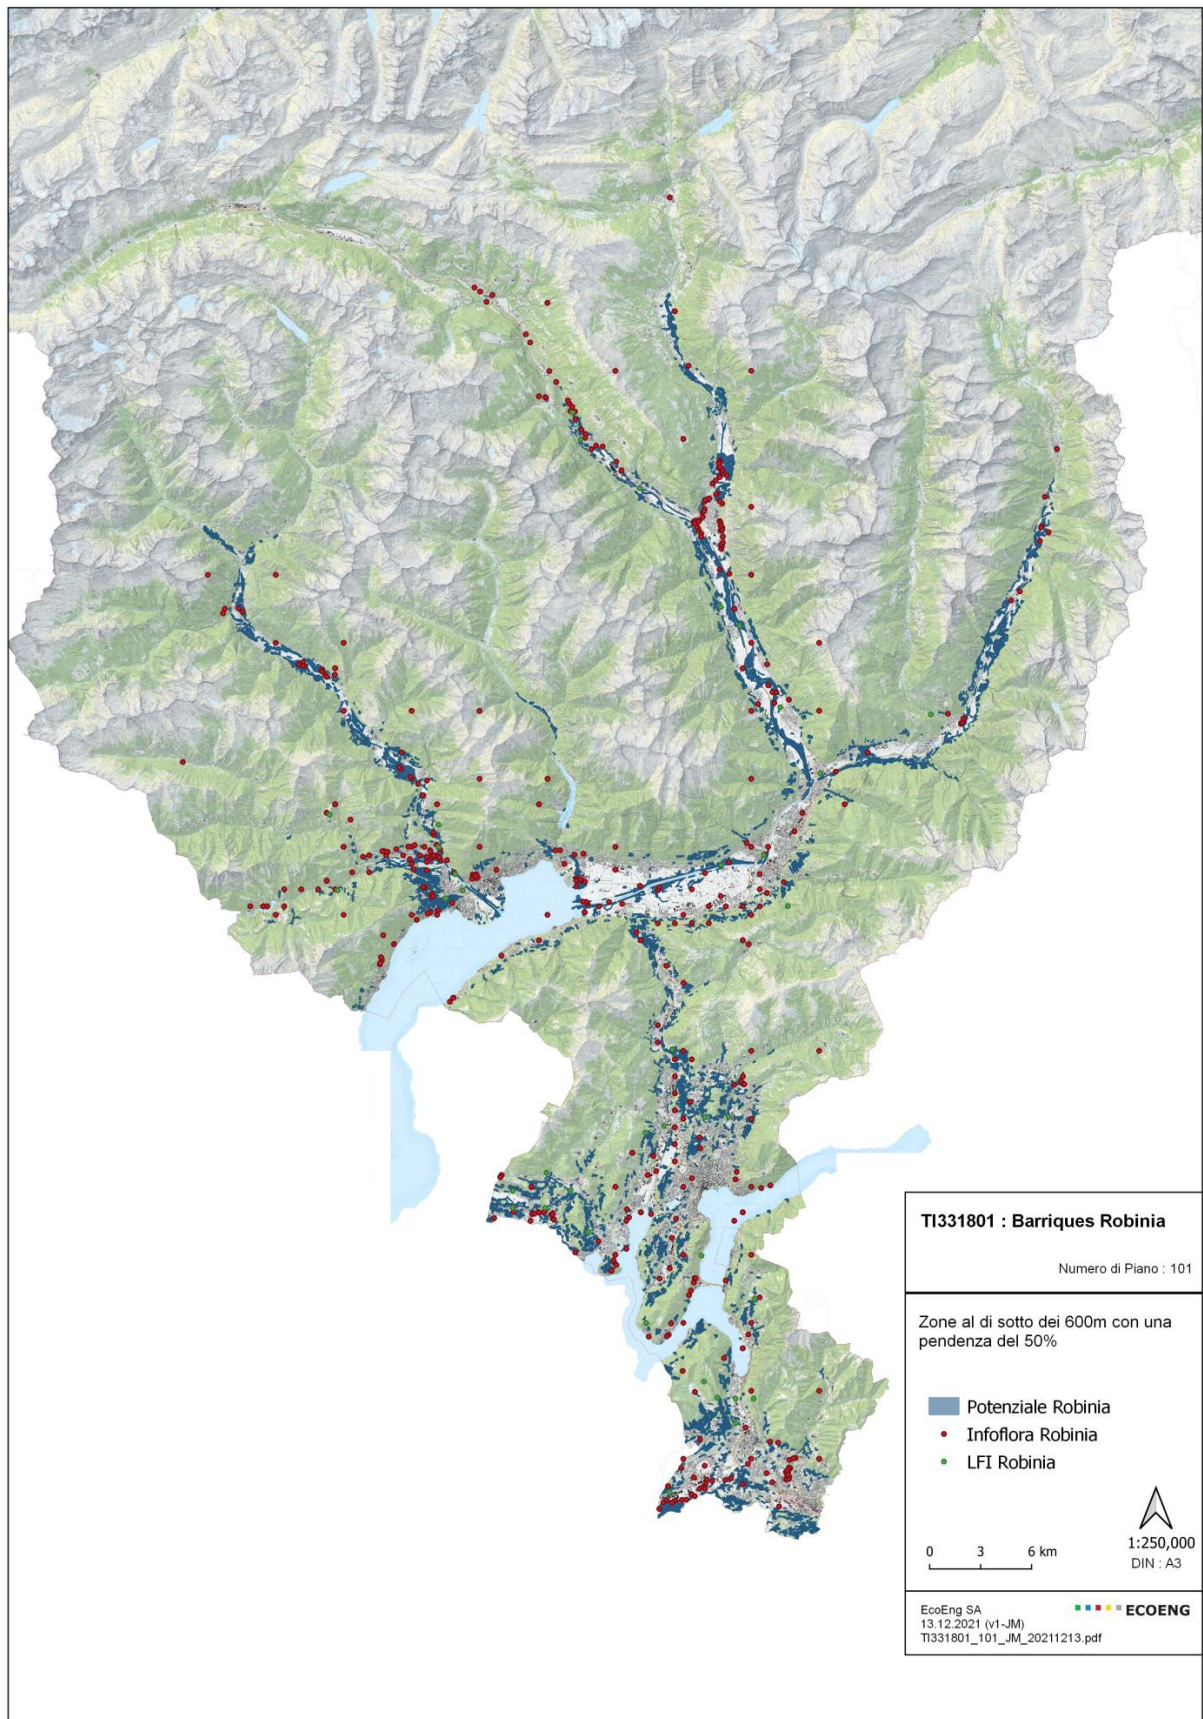 TI331801 : Barriques Robinia
Numero di Piano : 101
Zone al di sotto dei 600m con una
pendenza del 50%
Potenziale Robinia
Infoflora Robinia
LFI Robinia
0 3 6 km
1:250,000
DIN : A3
EcoEng SA
13.12.2021 (v1-JM)
TI331801_101_JM_20211213.pdf
ECOENG